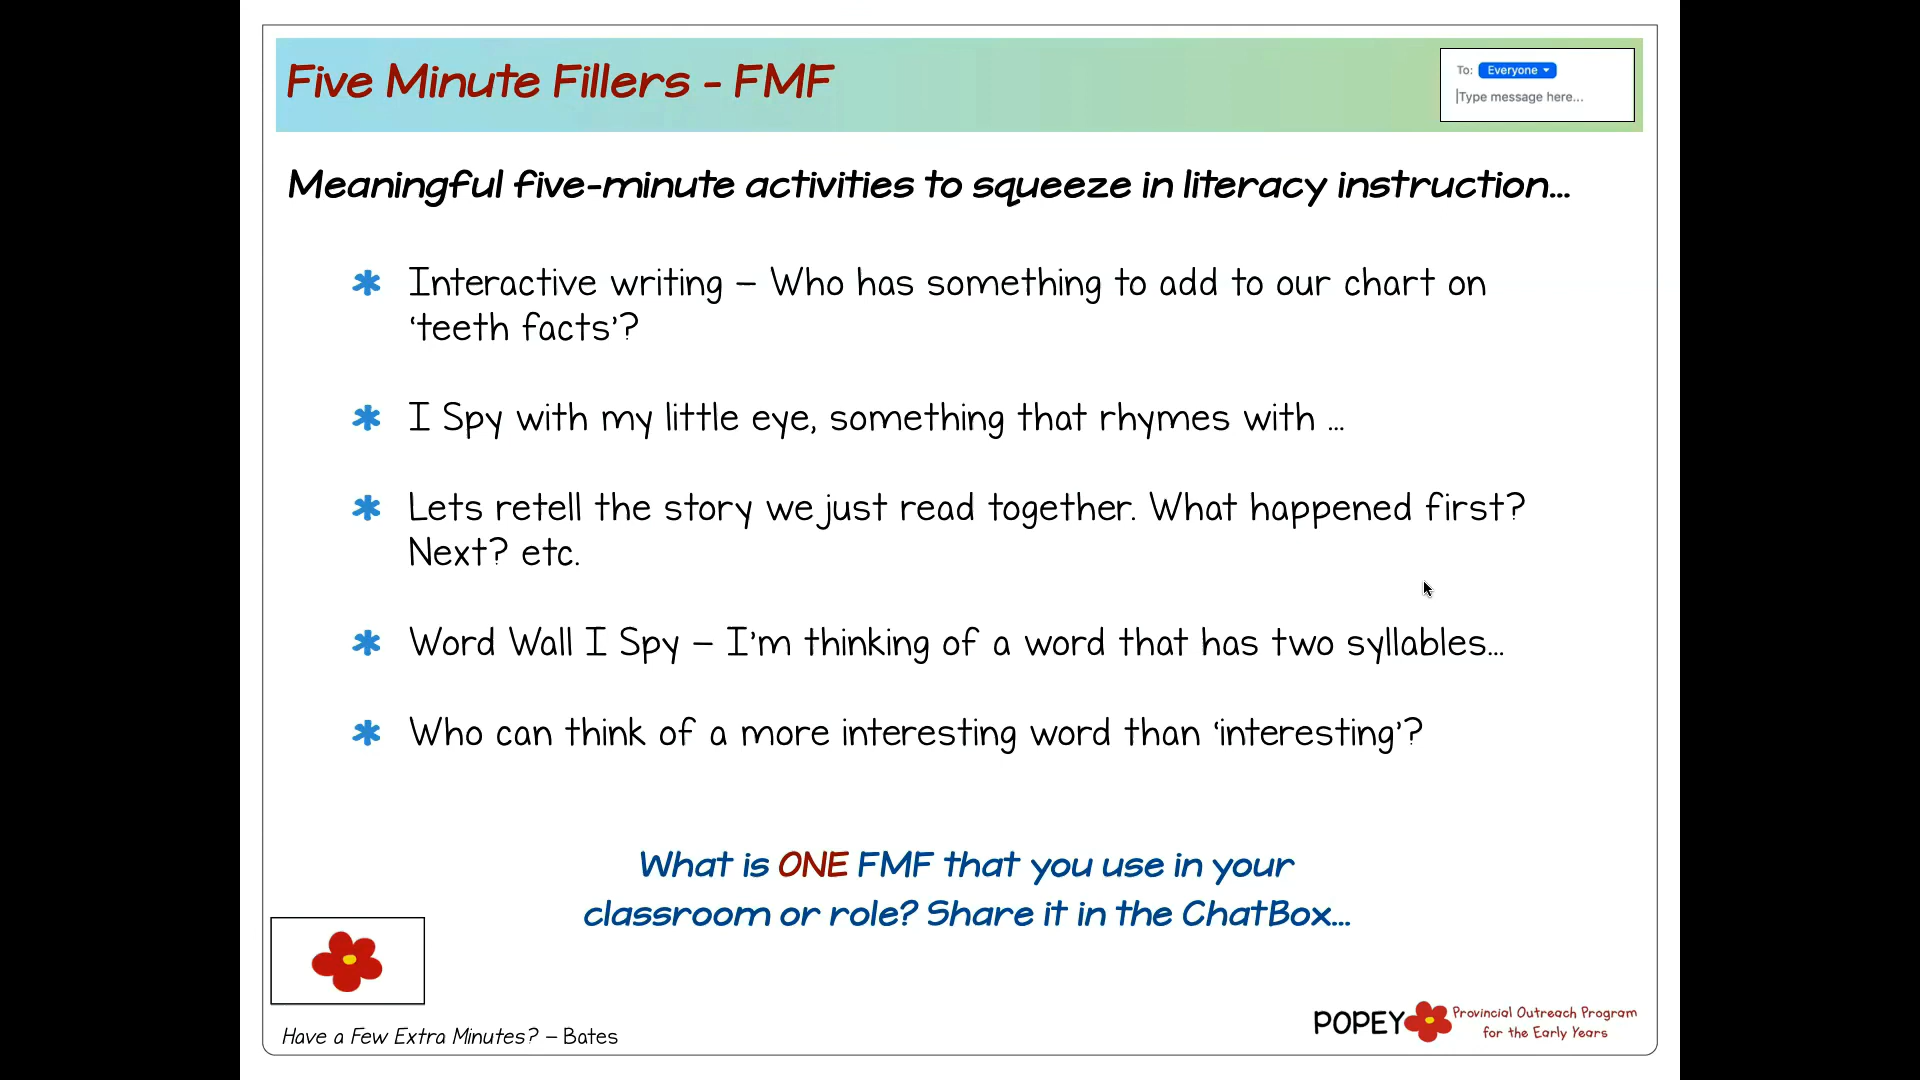 Five Minute Fillers - FMF
To: Everyone
Type message here...
Meaningful five-minute activities to squeeze in literacy instruction...
Interactive writing – Who has something to add to our chart on
‘teeth facts’?
I Spy with my little eye, something that rhymes with ...
Lets retell the story we just read together. What happened first?
Next? etc.
Word Wall I Spy – I’m thinking of a word that has two syllables...
Who can think of a more interesting word than ‘interesting’?
What is ONE FMF that you use in your
classroom or role? Share it in the ChatBox...
Have a Few Extra Minutes? – Bates
POPEY Provincial Outreach Program
for the Early Years